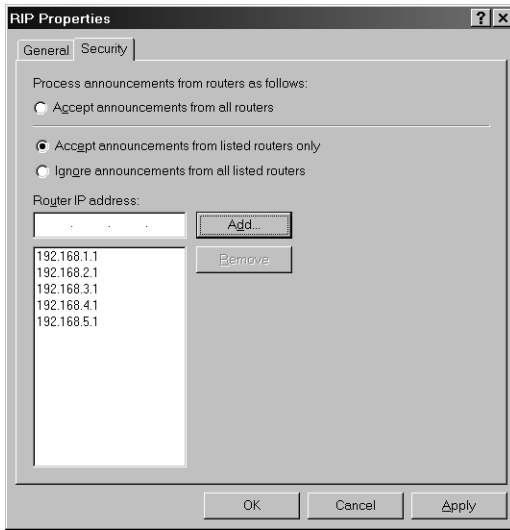 RIP Properties ? ×
General Security
Process announcements from routers as follows:
Accept announcements from all routers
Accept announcements from listed routers only
Ignore announcements from all listed routers
Router IP address:
. . . Add...
192.168.1.1 Remove
192.168.2.1
192.168.3.1
192.168.4.1
192.168.5.1
OK Cancel Apply